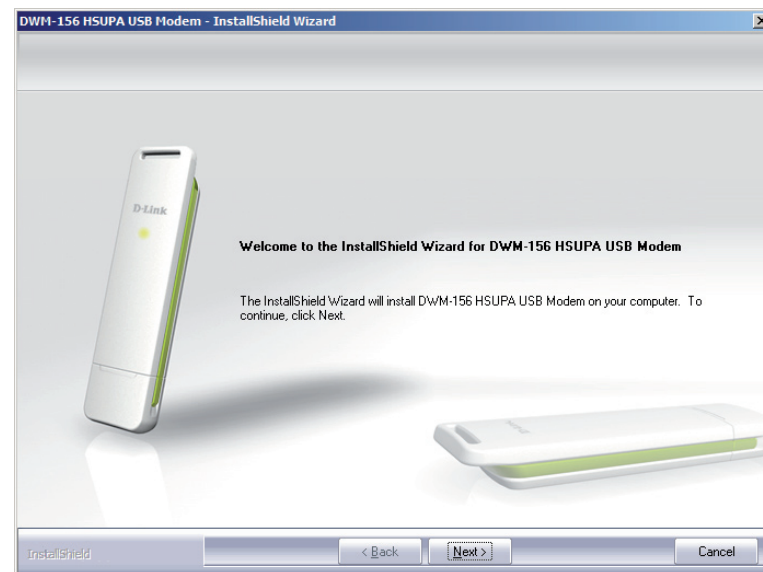 DWM-156 HSUPA USB Modem - InstallShield Wizard
D-Link
Welcome to the InstallShield Wizard for DWM-156 HSUPA USB Modem
The InstallShield Wizard will install DWM-156 HSUPA USB Modem on your computer. To
continue, click Next.
D-Link
InstallShield
< Back
Next >
Cancel